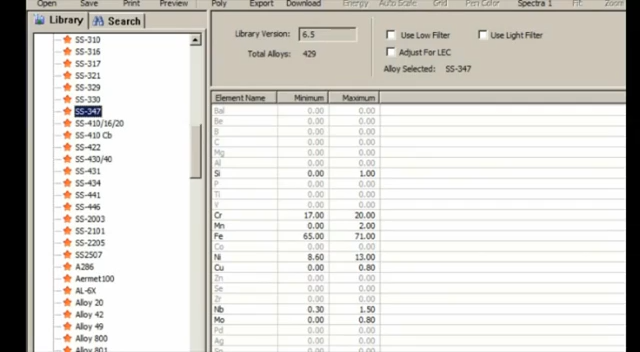 Open Save Print Preview Poly Export Download Energy Auto Scale Grid Peri Color Spectra 1 Fit Zoom
Library Search
SS-310
SS-316
SS-317
SS-321
SS-329
SS-330
SS-347
SS-410/16/20
SS-410 Cb
SS-422
SS-430/40
SS-431
SS-434
SS-441
SS-446
SS-2003
SS-2101
SS-2205
SS2507
A286
Aermet100
AL-6X
Alloy 20
Alloy 42
Alloy 49
Alloy 800
Alloy 801
Library Version: 6.5
Total Alloys: 429
Use Low Filter Use Light Filter
Adjust For LEC
Alloy Selected: SS-347
Element Name Minimum Maximum
Bal 0.00 0.00
Be 0.00 0.00
B 0.00 0.00
C 0.00 0.00
Mg 0.00 0.00
Al 0.00 0.00
Si 0.00 1.00
P 0.00 0.00
Ti 0.00 0.00
Y 0.00 0.00
Cr 17.00 20.00
Mn 0.00 2.00
Fe 65.00 71.00
Co 0.00 0.00
Ni 8.60 13.00
Cu 0.00 0.80
Zn 0.00 0.00
Se 0.00 0.00
Zr 0.00 0.00
Nb 0.30 1.50
Mo 0.00 0.80
Pd 0.00 0.00
Ag 0.00 0.00
Sn 0.00 0.00